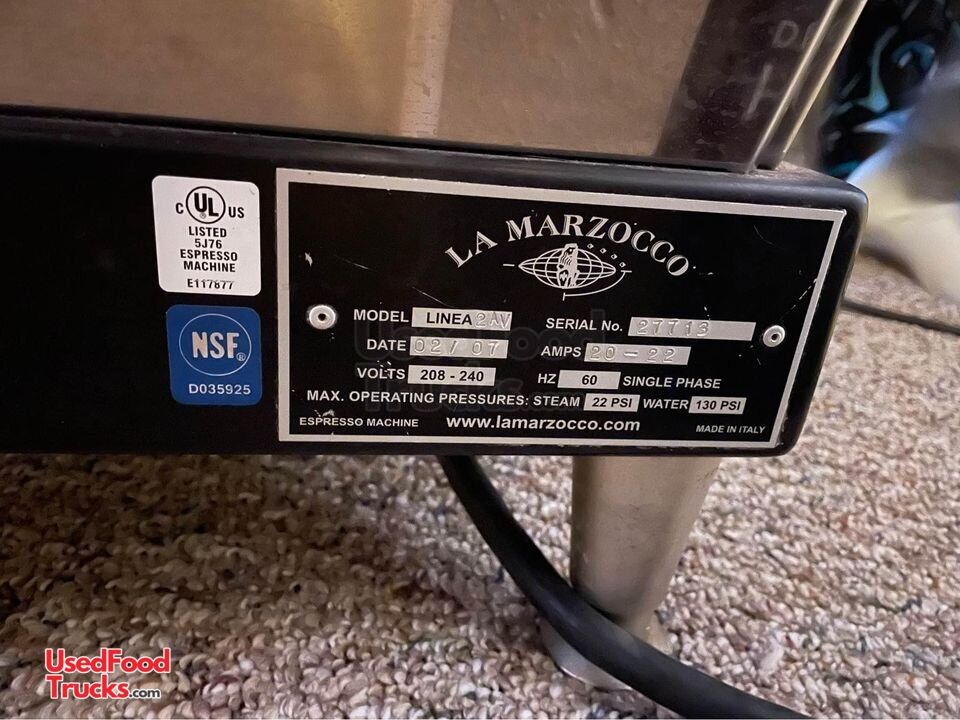 C UL US
LISTED
5J76
ESPRESSO
MACHINE
E117877
NSF®
D035925
LA MARZOCCO
MODEL LINEA 2AV SERIAL No. 27713
DATE 02/07 AMPS 20-22
VOLTS 208 - 240 HZ 60 SINGLE PHASE
MAX. OPERATING PRESSURES: STEAM 22 PSI WATER 130 PSI
ESPRESSO MACHINE www.lamarzocco.com MADE IN ITALY
UsedFood
Trucks.com